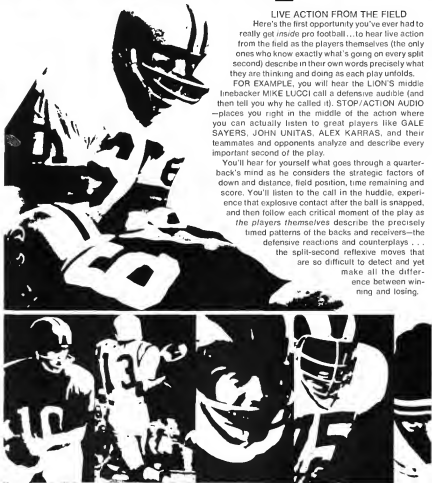 LIVE ACTION FROM THE FIELD
Here's the first opportunity you've ever had to
really get inside pro football...to hear live action
from the field as the players themselves (the only
ones who know exactly what's going on every split
second) describe in their own words precisely what
they are thinking and doing as each play unfolds.
FOR EXAMPLE, you will hear the LION'S middle
linebacker MIKE LUCCI call a defensive audible (and
then tell you why he called it). STOP/ACTION AUDIO
—places you right in the middle of the action where
you can actually listen to great players like GALE
SAYERS, JOHN UNITAS, ALEX KARRAS, and their
teammates and opponents analyze and describe every
important second of the play.
You'll hear for yourself what goes through a quarter-
back's mind as he considers the strategic factors of
down and distance, field position, time remaining and
score. You'll listen to the call in the huddle, experi-
ence that explosive contact after the ball is snapped,
and then follow each critical moment of the play as
the players themselves describe the precisely
timed patterns of the backs and receivers—the
defensive reactions and counterplays . . .
the split-second reflexive moves that
are so difficult to detect and yet
make all the differ-
ence between win-
ning and losing.
10
13
75